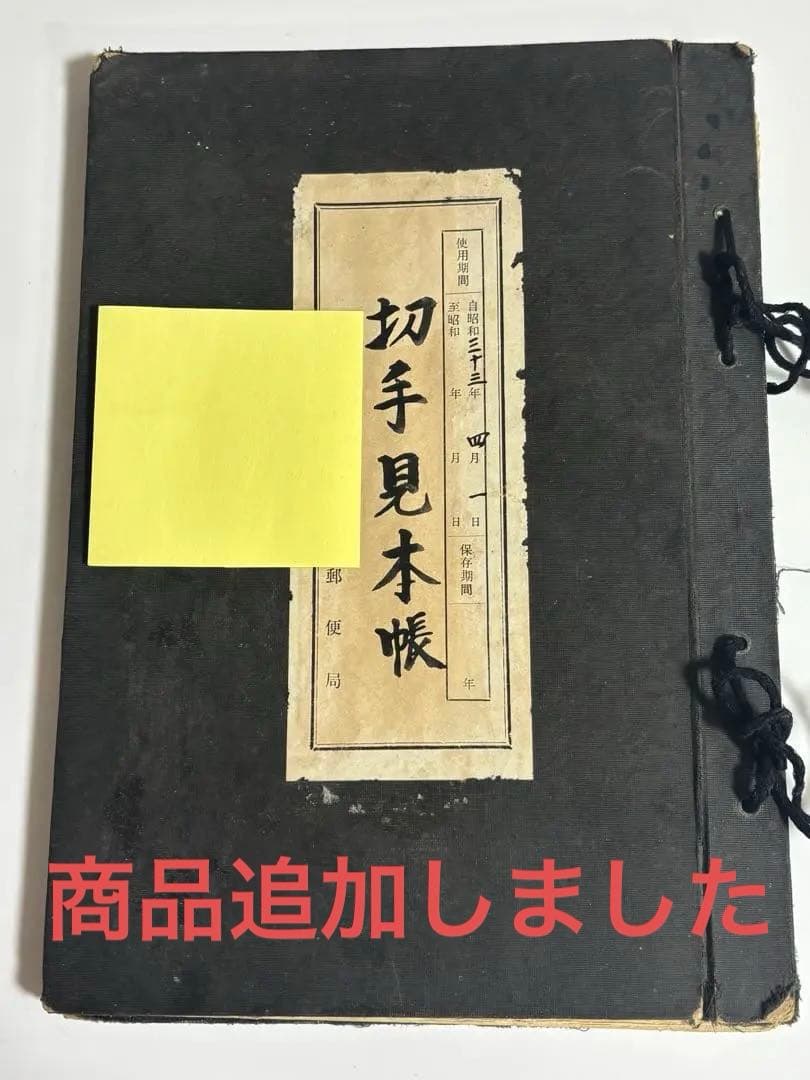 使用期間
自昭和三十三年四月一日
至昭和 年 月 日
保存期間 年
切手見本帳
郵便局
商品追加しました